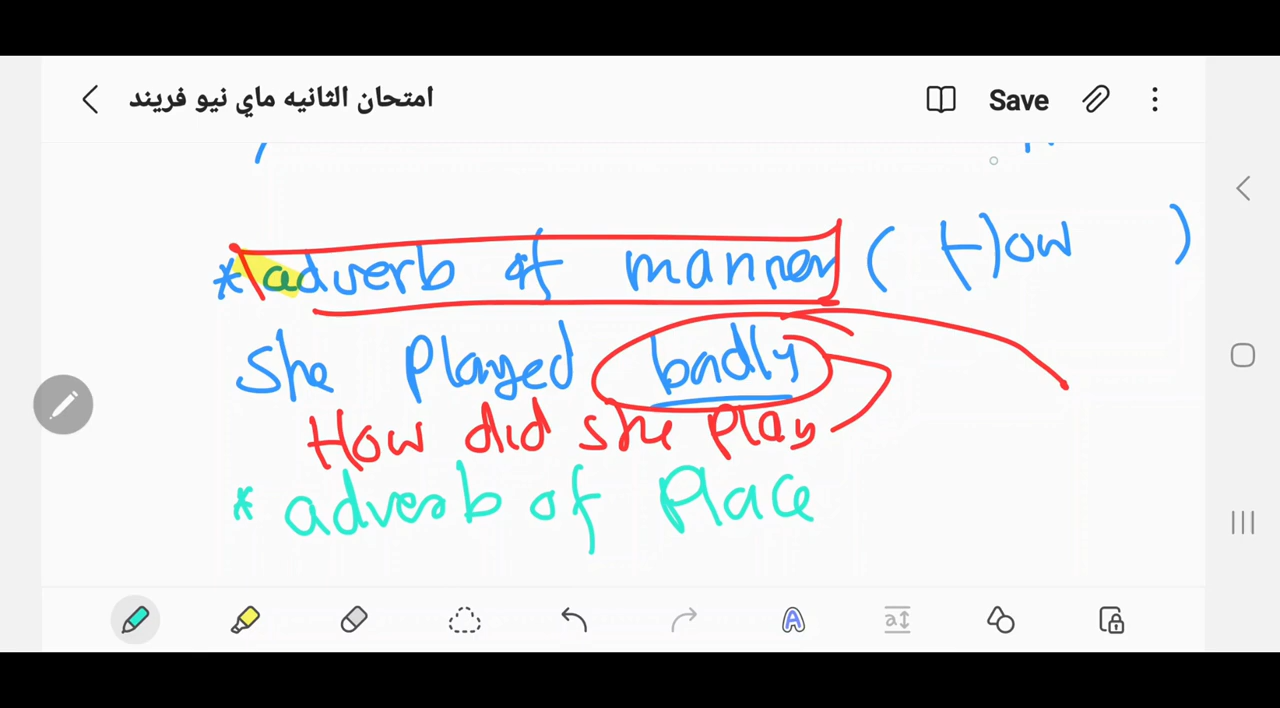 امتحان الثانيه ماي نيو فريند
Save
*adverb of manner ( How )
She Played badly
How did she play
* adverb of Place